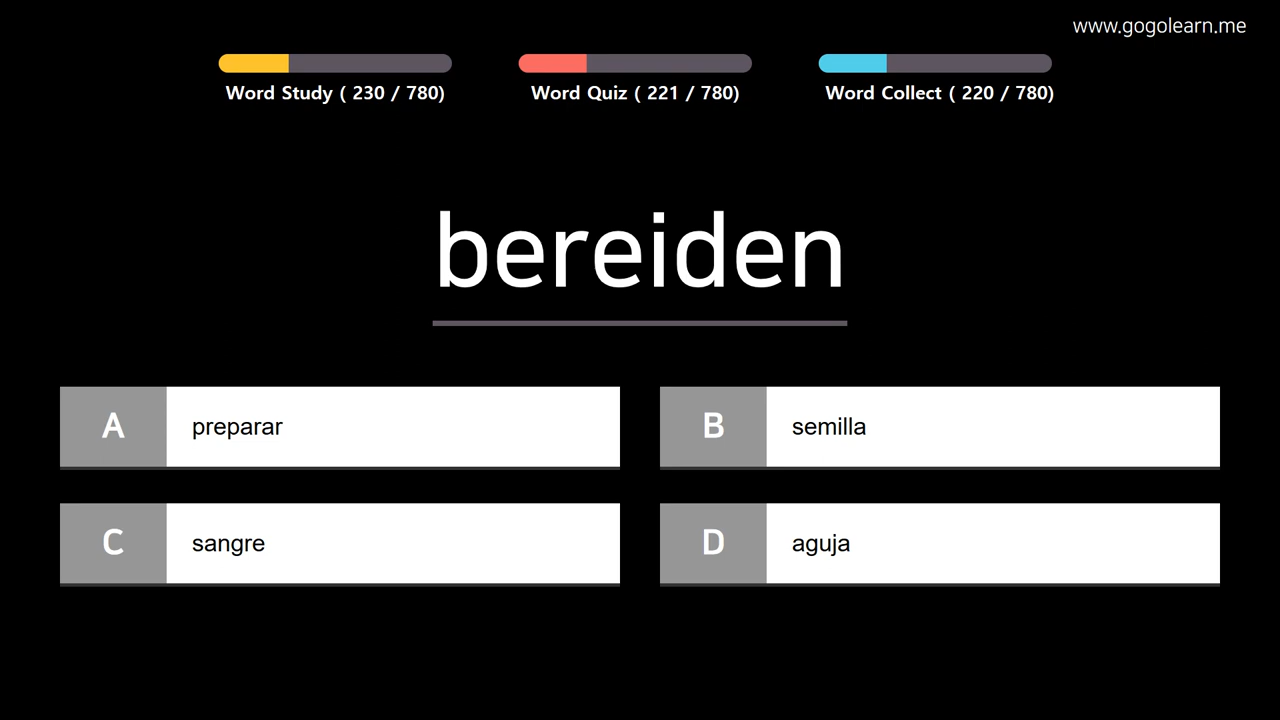 www.gogolearn.me
Word Study ( 230 / 780)
Word Quiz ( 221 / 780)
Word Collect ( 220 / 780)
bereiden
A preparar
B semilla
C sangre
D aguja